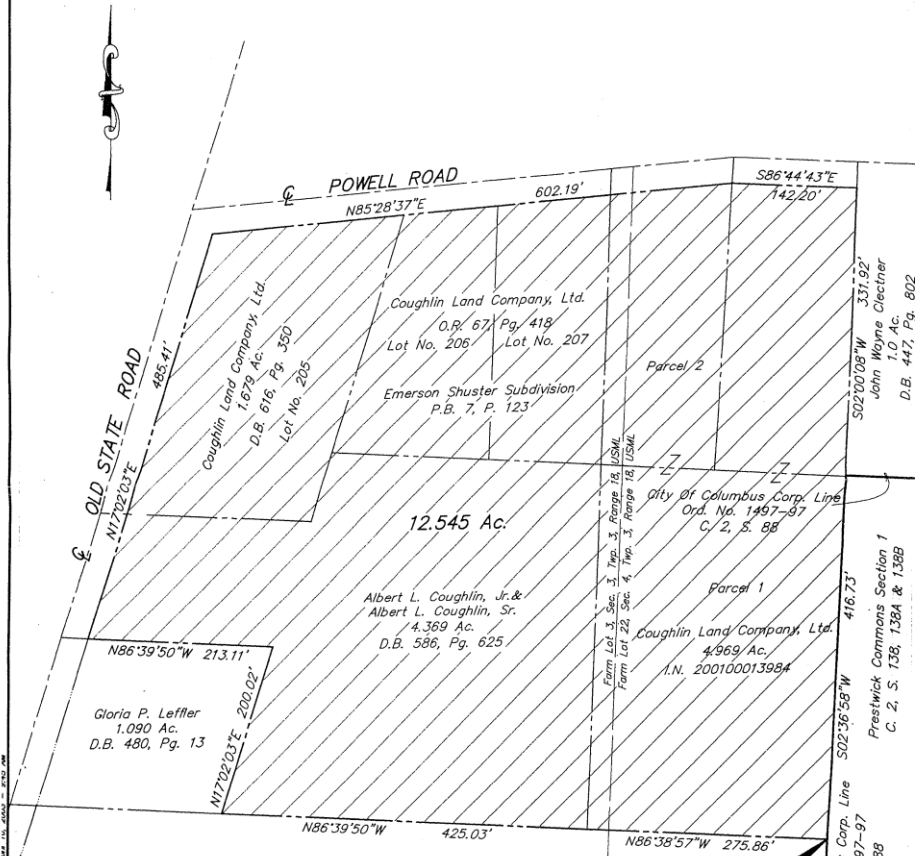 POWELL ROAD
N85°28'37"E
602.19'
S86°44'43"E
142.20'
OLD STATE ROAD
485.41'
N17°02'03"E
Coughlin Land Company, Ltd.
1.679 Ac.
D.B. 616, Pg. 350
Lot No. 205
Coughlin Land Company, Ltd.
O.R. 67, Pg. 418
Lot No. 206
Lot No. 207
Emerson Shuster Subdivision
P.B. 7, P. 123
Parcel 2
S02°00'08"W 331.92'
John Wayne Clectner
1.0 Ac.
D.B. 447, Pg. 802
12.545 Ac.
Farm Lot 3, Sec. 3, Twp. 3, Range 18, USML
Farm Lot 22, Sec. 4, Twp. 3, Range 18, USML
City Of Columbus Corp. Line
Ord. No. 1497-97
C. 2, S. 88
Albert L. Coughlin, Jr.&
Albert L. Coughlin, Sr.
4.369 Ac.
D.B. 586, Pg. 625
Parcel 1
Coughlin Land Company, Ltd.
4.969 Ac.
I.N. 200100013984
S02°36'58"W 416.73'
Prestwick Commons Section 1
C. 2, S. 138, 138A & 138B
N86°39'50"W 213.11'
Gloria P. Leffler
1.090 Ac.
D.B. 480, Pg. 13
N17°02'03"E 200.02'
N86°39'50"W 425.03'
N86°38'57"W 275.86'
Corp. Line
97-97
88